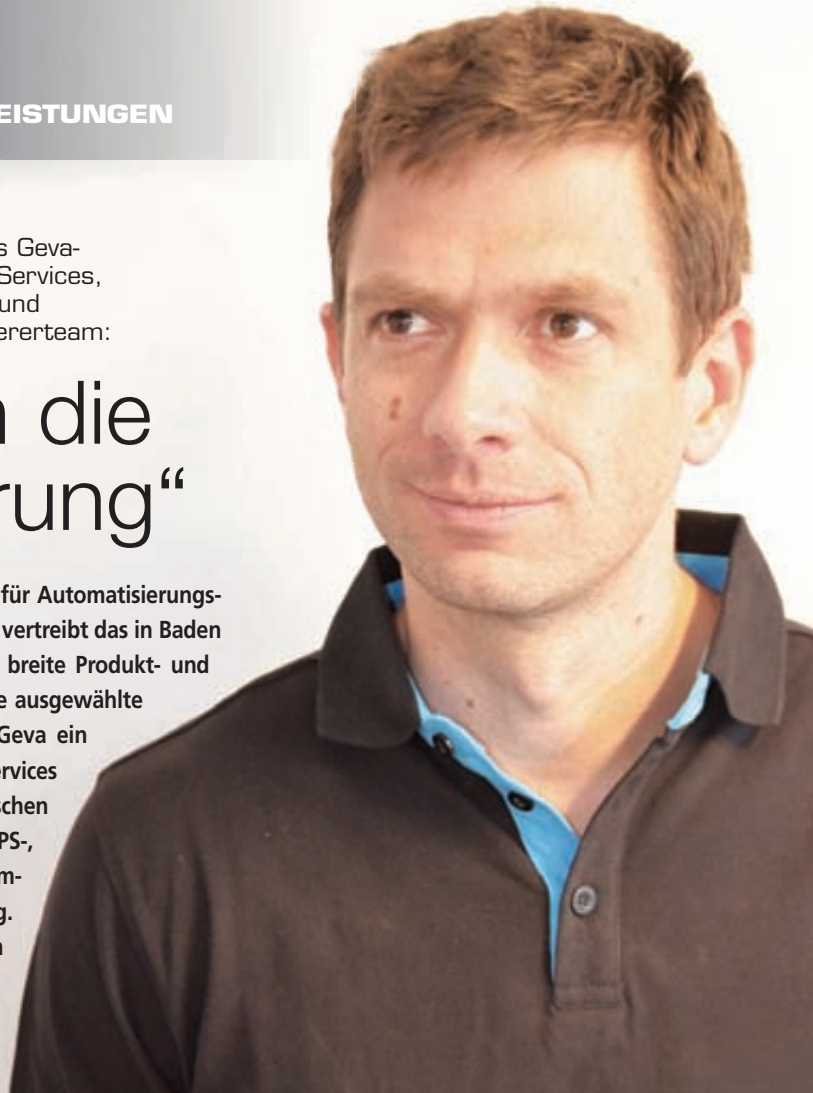 EISTUNGEN
s Geva-
Services,
und
ererteam:
die
rung“
für Automatisierungs-
vertreibt das in Baden
breite Produkt- und
e ausgewählte
Geva ein
rvices
schen
PS-,
m-
g.
n